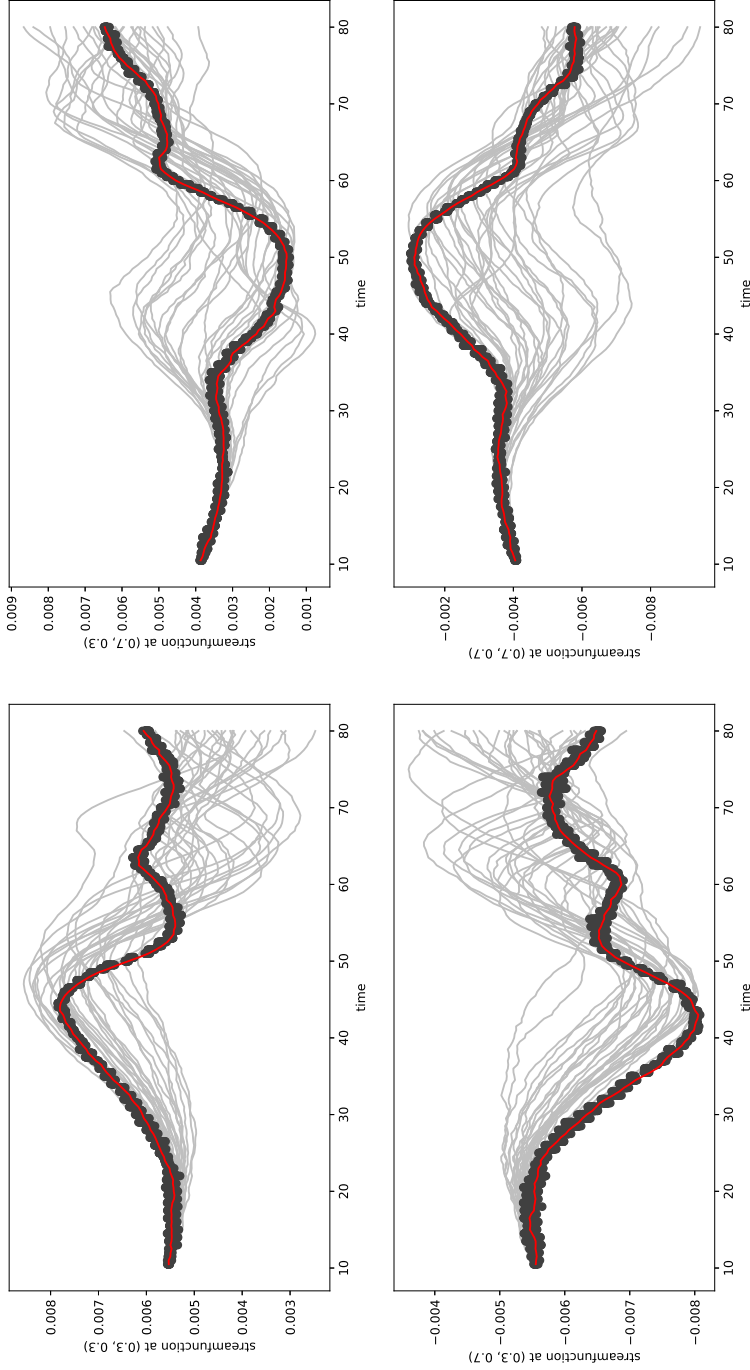 streamfunction at (0.3, 0.3)
0.008
0.007
0.006
0.005
0.004
0.003
10 20 30 40 50 60 70 80
time
streamfunction at (0.7, 0.3)
0.009
0.008
0.007
0.006
0.005
0.004
0.003
0.002
0.001
10 20 30 40 50 60 70 80
time
streamfunction at (0.3, 0.7)
−0.004
−0.005
−0.006
−0.007
−0.008
10 20 30 40 50 60 70 80
time
streamfunction at (0.7, 0.7)
−0.002
−0.004
−0.006
−0.008
10 20 30 40 50 60 70 80
time